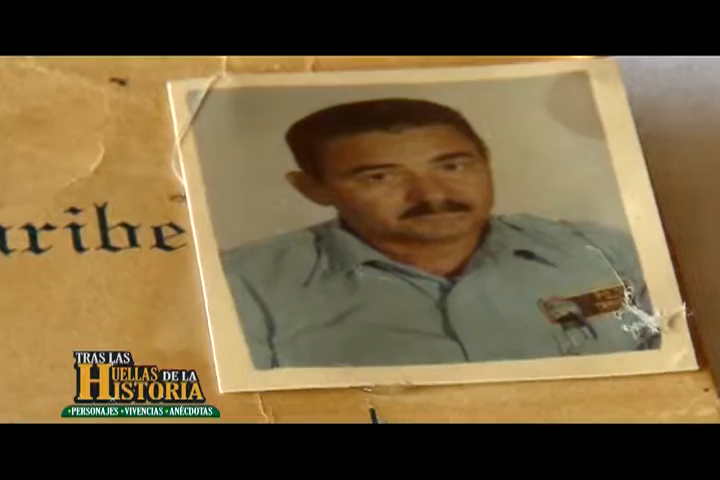 aribe
TRAS LAS
HUELLAS DE LA
HISTORIA
•PERSONAJES •VIVENCIAS •ANÉCDOTAS